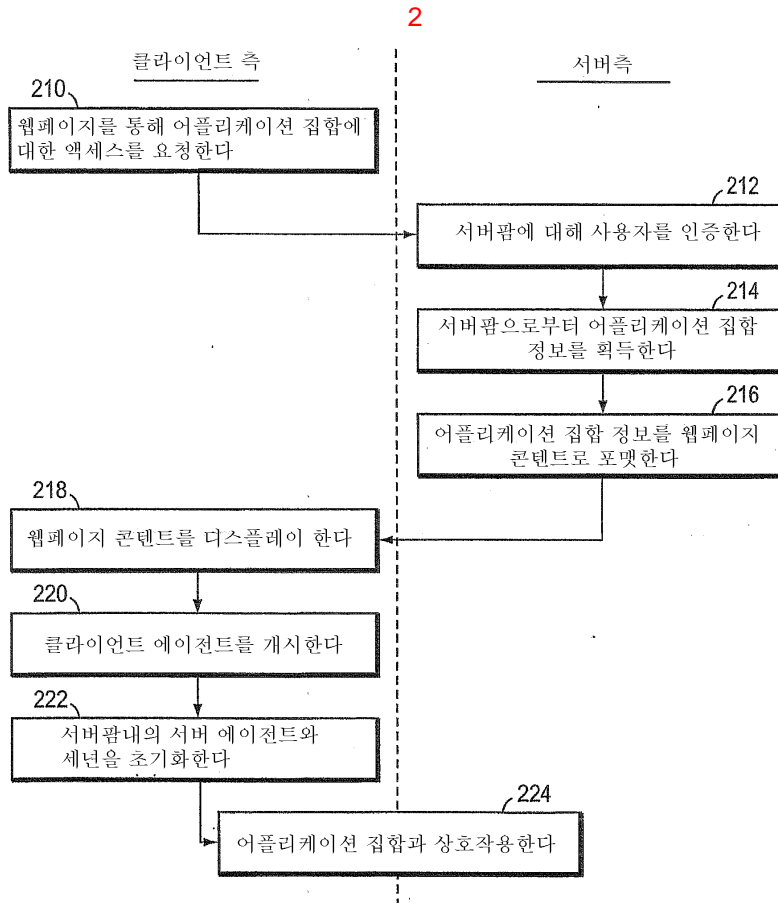 2
클라이언트 측
서버측
210
웹페이지를 통해 어플리케이션 집합에
대한 액세스를 요청한다
212
서버팜에 대해 사용자를 인증한다
214
서버팜으로부터 어플리케이션 집합
정보를 획득한다
216
어플리케이션 집합 정보를 웹페이지
콘텐트로 포맷한다
218
웹페이지 콘텐트를 디스플레이 한다
220
클라이언트 에이전트를 개시한다
222
서버팜내의 서버 에이전트와
세년을 초기화한다
224
어플리케이션 집합과 상호작용한다